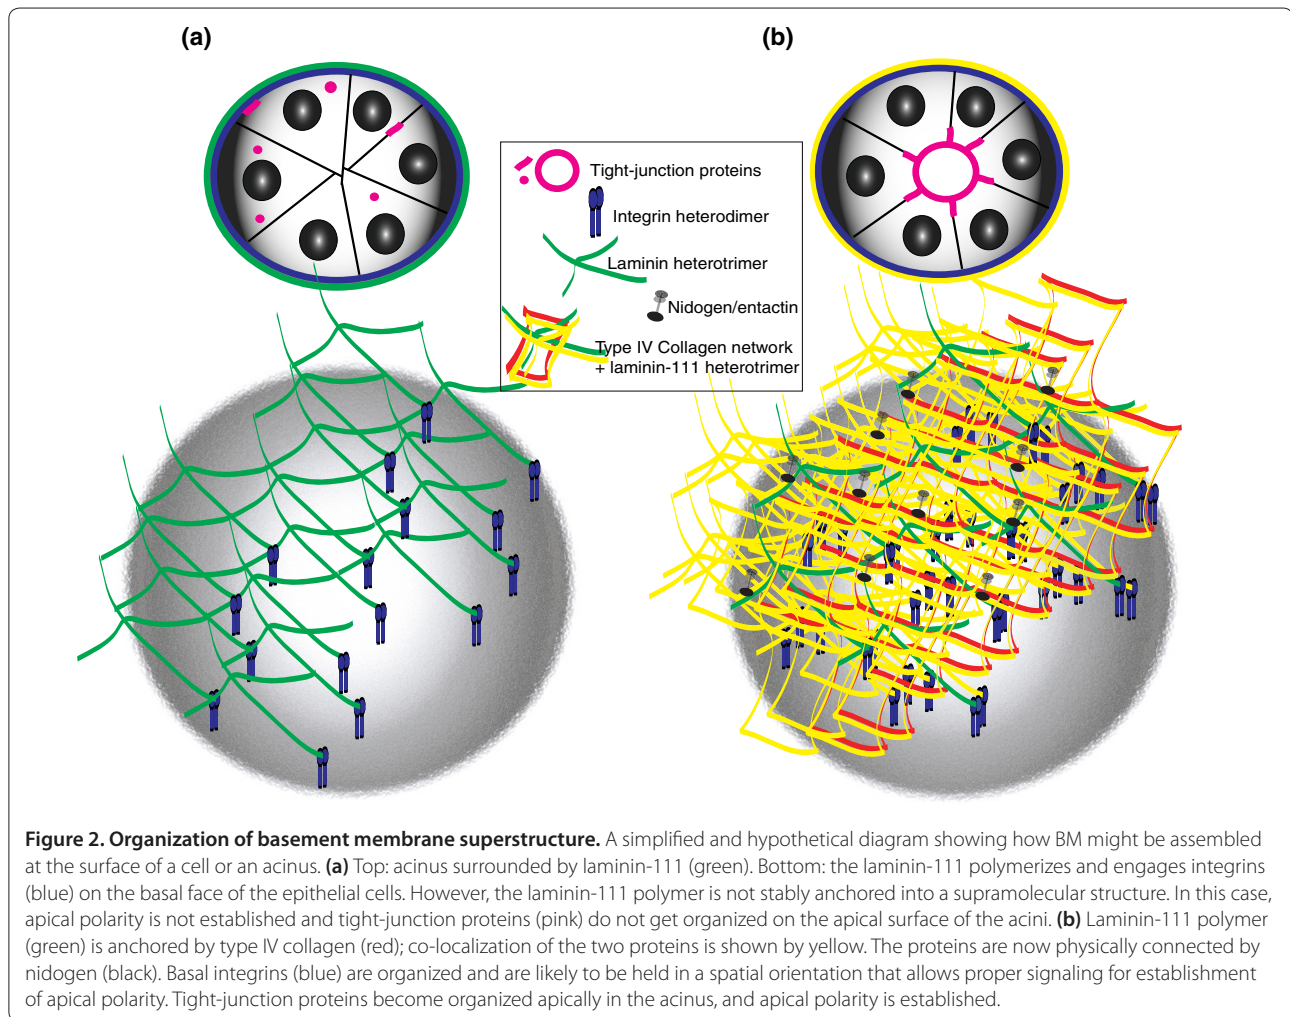 (a)
(b)
Tight-junction proteins
Integrin heterodimer
Laminin heterotrimer
Nidogen/entactin
Type IV Collagen network
+ laminin-111 heterotrimer
Figure 2. Organization of basement membrane superstructure. A simplified and hypothetical diagram showing how BM might be assembled
at the surface of a cell or an acinus. (a) Top: acinus surrounded by laminin-111 (green). Bottom: the laminin-111 polymerizes and engages integrins
(blue) on the basal face of the epithelial cells. However, the laminin-111 polymer is not stably anchored into a supramolecular structure. In this case,
apical polarity is not established and tight-junction proteins (pink) do not get organized on the apical surface of the acini. (b) Laminin-111 polymer
(green) is anchored by type IV collagen (red); co-localization of the two proteins is shown by yellow. The proteins are now physically connected by
nidogen (black). Basal integrins (blue) are organized and are likely to be held in a spatial orientation that allows proper signaling for establishment
of apical polarity. Tight-junction proteins become organized apically in the acinus, and apical polarity is established.